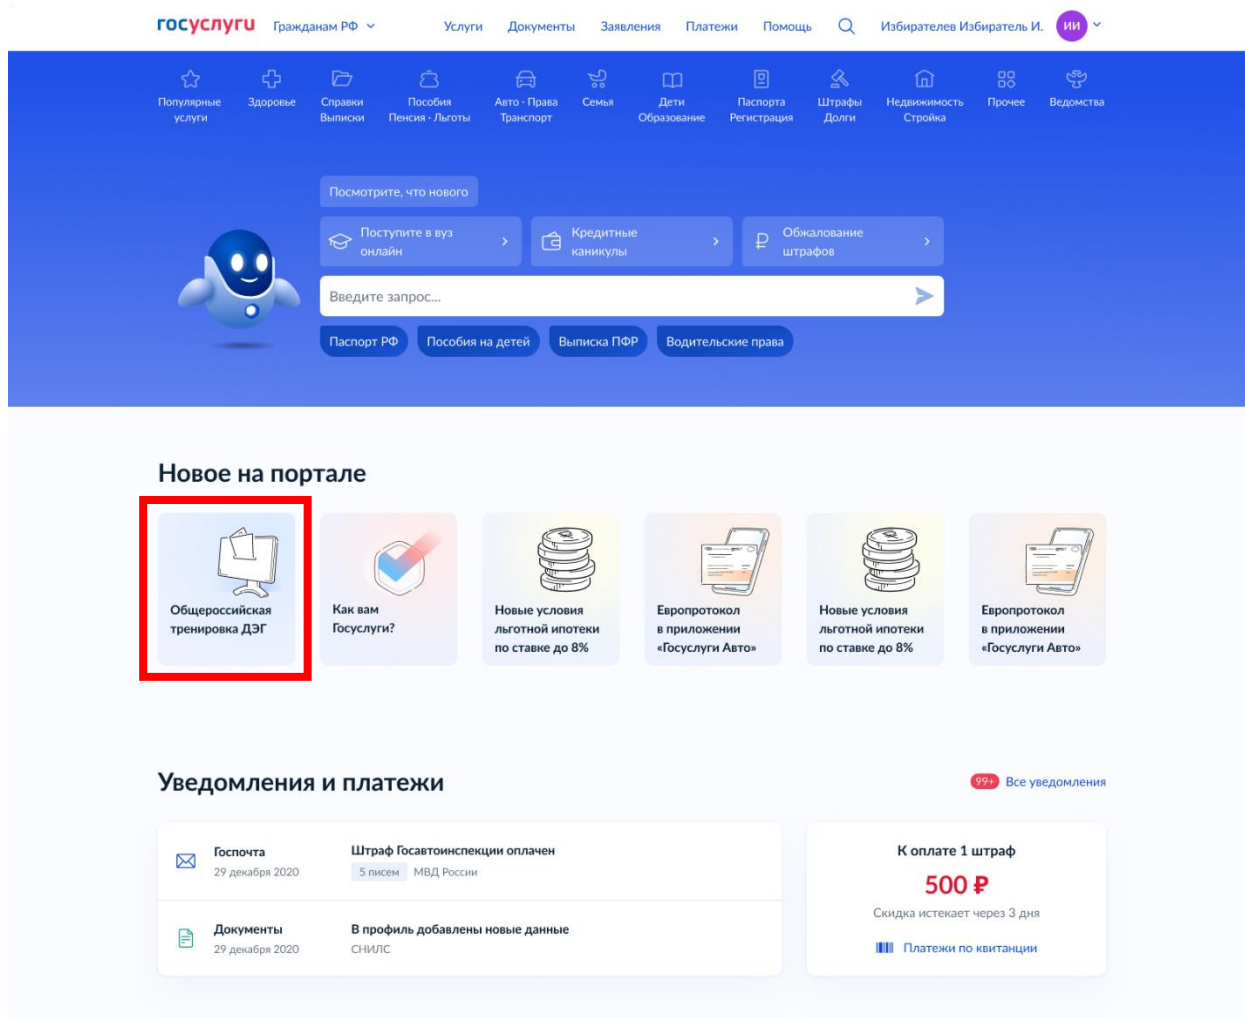 госуслуги Гражданам РФ Услуги Документы Заявления Платежи Помощь Избирателев Избиратель И. ИИ
Популярные услуги
Здоровье
Справки Выписки
Пособия Пенсия · Льготы
Авто · Права Транспорт
Семья
Дети Образование
Паспорта Регистрация
Штрафы Долги
Недвижимость Стройка
Прочее
Ведомства
Посмотрите, что нового
Поступите в вуз
онлайн
Кредитные
каникулы
₽
Обжалование
штрафов
Введите запрос...
Паспорт РФ Пособия на детей Выписка ПФР Водительские права
Новое на портале
Общероссийская
тренировка ДЭГ
Как вам
Госуслуги?
Новые условия
льготной ипотеки
по ставке до 8%
Европротокол
в приложении
«Госуслуги Авто»
Новые условия
льготной ипотеки
по ставке до 8%
Европротокол
в приложении
«Госуслуги Авто»
Уведомления и платежи
99+ Все уведомления
Госпочта
29 декабря 2020
Штраф Госавтоинспекции оплачен
5 писем МВД России
Документы
29 декабря 2020
В профиль добавлены новые данные
СНИЛС
К оплате 1 штраф
500 ₽
Скидка истекает через 3 дня
Платежи по квитанции